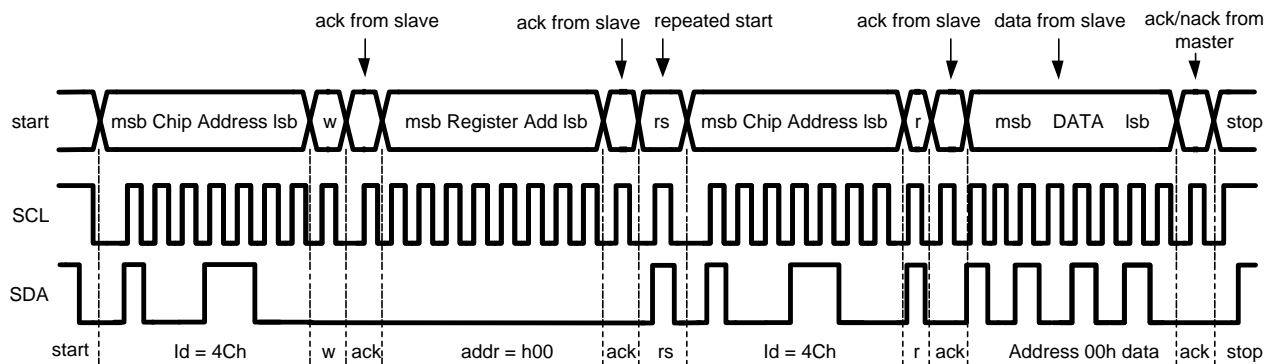 ack from slave
ack from slave
repeated start
ack from slave
data from slave
ack/nack from
master
start
msb Chip Address lsb
w
msb Register Add lsb
rs
msb Chip Address lsb
r
msb DATA lsb
stop
SCL
SDA
start
Id = 4Ch
w
ack
addr = h00
ack
rs
Id = 4Ch
r
ack
Address 00h data
ack
stop